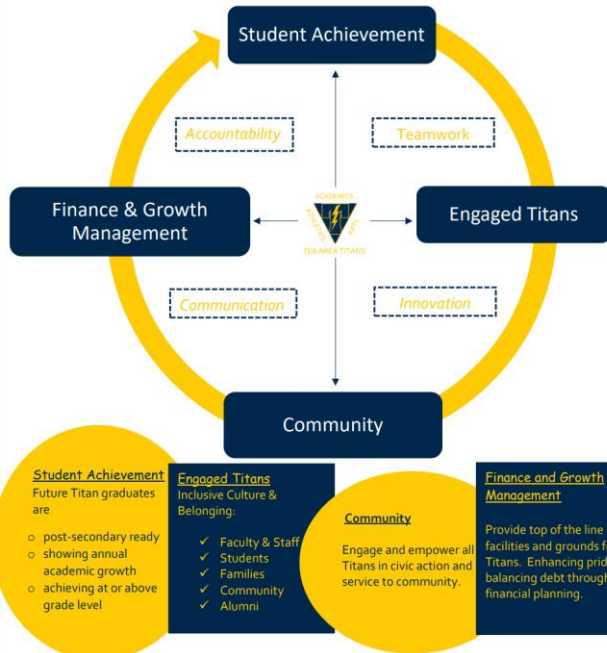 Student Achievement
Accountability
Teamwork
ACADEMICS
ATHLETICS
ARTS
TEA AREA TITANS
Finance & Growth
Management
Engaged Titans
Communication
Innovation
Community
Student Achievement
Future Titan graduates
are
o post-secondary ready
o showing annual
academic growth
o achieving at or above
grade level
Engaged Titans
Inclusive Culture &
Belonging:
✓ Faculty & Staff
✓ Students
✓ Families
✓ Community
✓ Alumni
Community
Engage and empower all
Titans in civic action and
service to community.
Finance and Growth
Management
Provide top of the line
facilities and grounds
Titans. Enhancing
balancing debt through
financial planning.